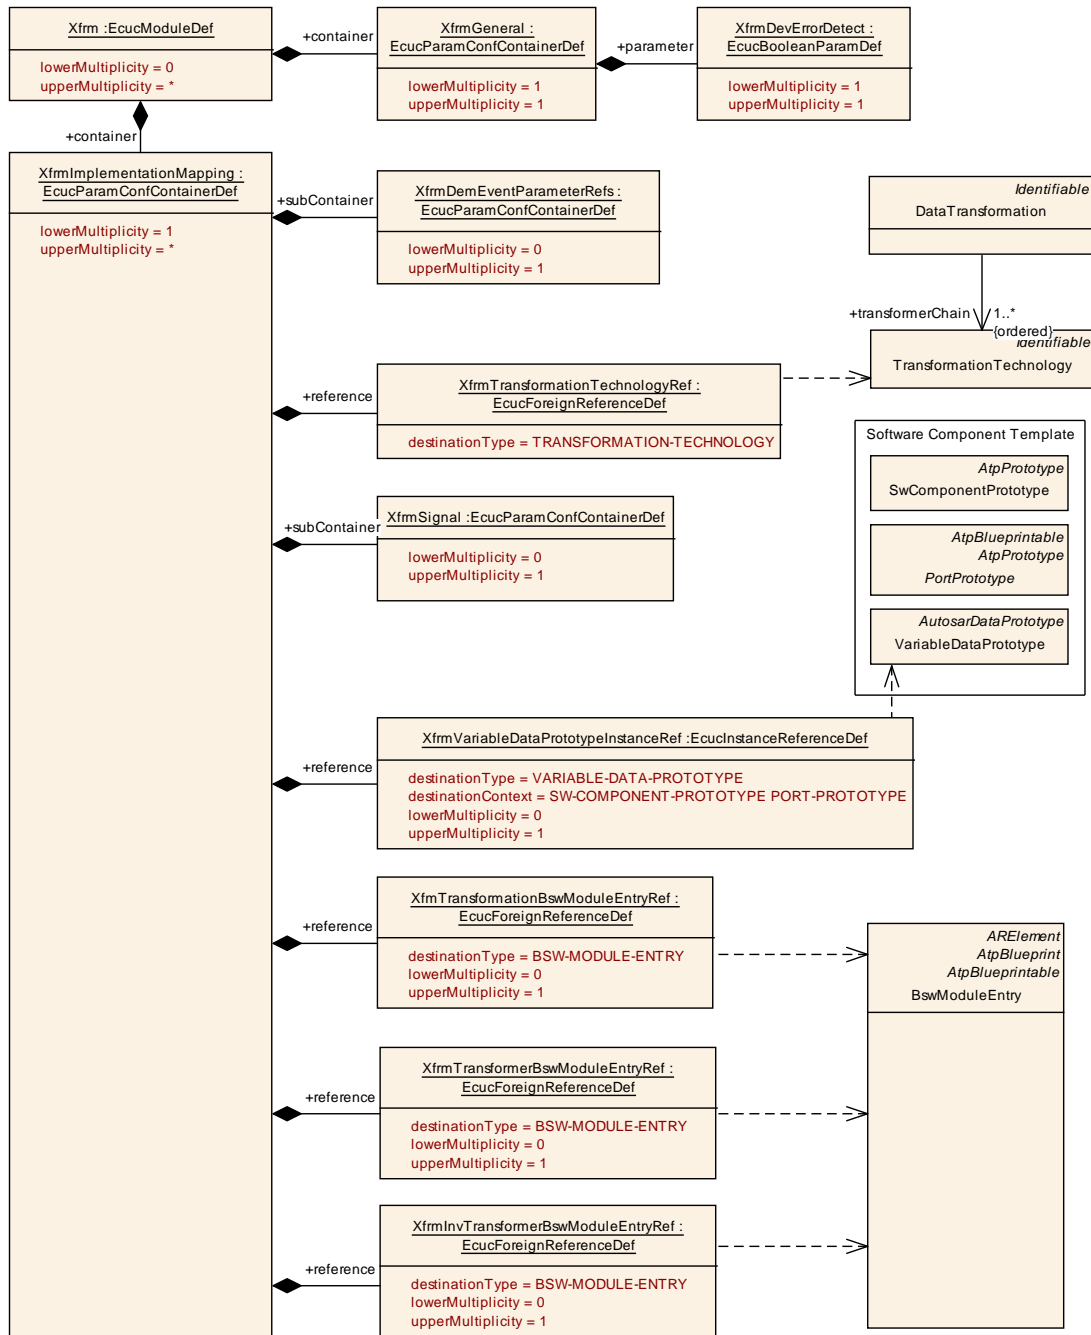 Xfrm :EcucModuleDef
lowerMultiplicity = 0
upperMultiplicity = *
+container
XfrmGeneral :
EcucParamConfContainerDef
lowerMultiplicity = 1
upperMultiplicity = 1
+parameter
XfrmDevErrorDetect :
EcucBooleanParamDef
lowerMultiplicity = 1
upperMultiplicity = 1
+container
XfrmImplementationMapping :
EcucParamConfContainerDef
lowerMultiplicity = 1
upperMultiplicity = *
+subContainer
XfrmDemEventParameterRefs :
EcucParamConfContainerDef
lowerMultiplicity = 0
upperMultiplicity = 1
Identifiable
DataTransformation
+transformerChain
1..*
{ordered}
Identifiable
TransformationTechnology
+reference
XfrmTransformationTechnologyRef :
EcucForeignReferenceDef
destinationType = TRANSFORMATION-TECHNOLOGY
Software Component Template
AtpPrototype
SwComponentPrototype
AtpBlueprintable
AtpPrototype
PortPrototype
AutosarDataPrototype
VariableDataPrototype
+subContainer
XfrmSignal :EcucParamConfContainerDef
lowerMultiplicity = 0
upperMultiplicity = 1
+reference
XfrmVariableDataPrototypeInstanceRef :EcucInstanceReferenceDef
destinationType = VARIABLE-DATA-PROTOTYPE
destinationContext = SW-COMPONENT-PROTOTYPE PORT-PROTOTYPE
lowerMultiplicity = 0
upperMultiplicity = 1
+reference
XfmTransformationBswModuleEntryRef :
EcucForeignReferenceDef
destinationType = BSW-MODULE-ENTRY
lowerMultiplicity = 0
upperMultiplicity = 1
ARElement
AtpBlueprint
AtpBlueprintable
BswModuleEntry
+reference
XfrmTransformerBswModuleEntryRef :
EcucForeignReferenceDef
destinationType = BSW-MODULE-ENTRY
lowerMultiplicity = 0
upperMultiplicity = 1
+reference
XfrmInvTransformerBswModuleEntryRef :
EcucForeignReferenceDef
destinationType = BSW-MODULE-ENTRY
lowerMultiplicity = 0
upperMultiplicity = 1